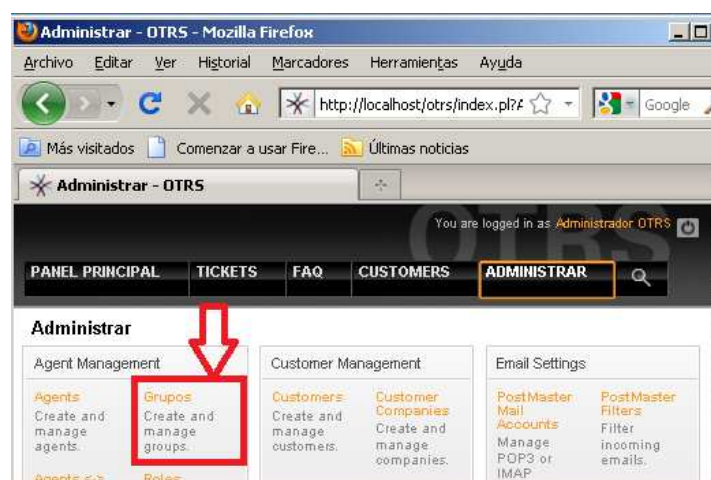 Administrar - OTRS - Mozilla Firefox
Archivo Editar Ver Historial Marcadores Herramientas Ayuda
http://localhost/otrs/index.pl?A Google
Más visitados Comenzar a usar Fire... Últimas noticias
Administrar - OTRS
OTRS
You are logged in as Administrador OTRS
PANEL PRINCIPAL TICKETS FAQ CUSTOMERS ADMINISTRAR
Administrar
Agent Management
Agents
Create and
manage
agents.
Grupos
Create and
manage
groups.
Agents <->
Roles
Customer Management
Customers
Create and
manage
customers.
Customer
Companies
Create and
manage
companies.
Email Settings
PostMaster
Mail
Accounts
Manage
POP3 or
IMAP
PostMaster
Filters
Filter
incoming
emails.